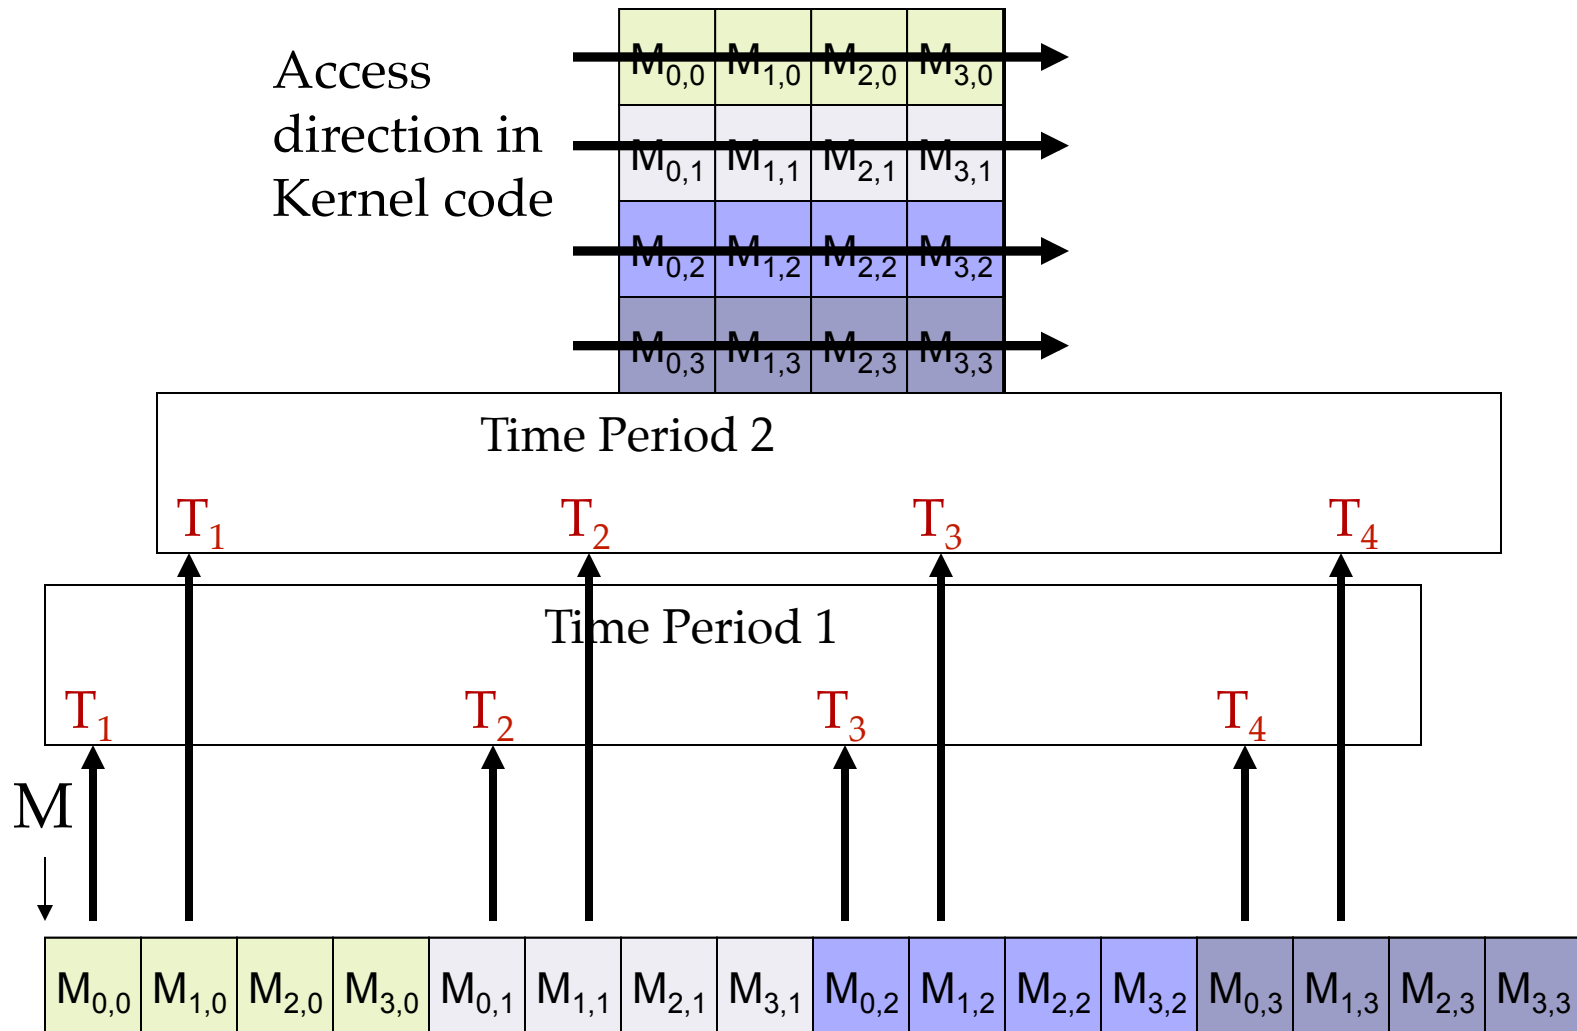 Access
direction in
Kernel code
M0,0 M1,0 M2,0 M3,0
M0,1 M1,1 M2,1 M3,1
M0,2 M1,2 M2,2 M3,2
M0,3 M1,3 M2,3 M3,3
Time Period 2
T1 T2 T3 T4
Time Period 1
T1 T2 T3 T4
M
M0,0 M1,0 M2,0 M3,0 M0,1 M1,1 M2,1 M3,1 M0,2 M1,2 M2,2 M3,2 M0,3 M1,3 M2,3 M3,3